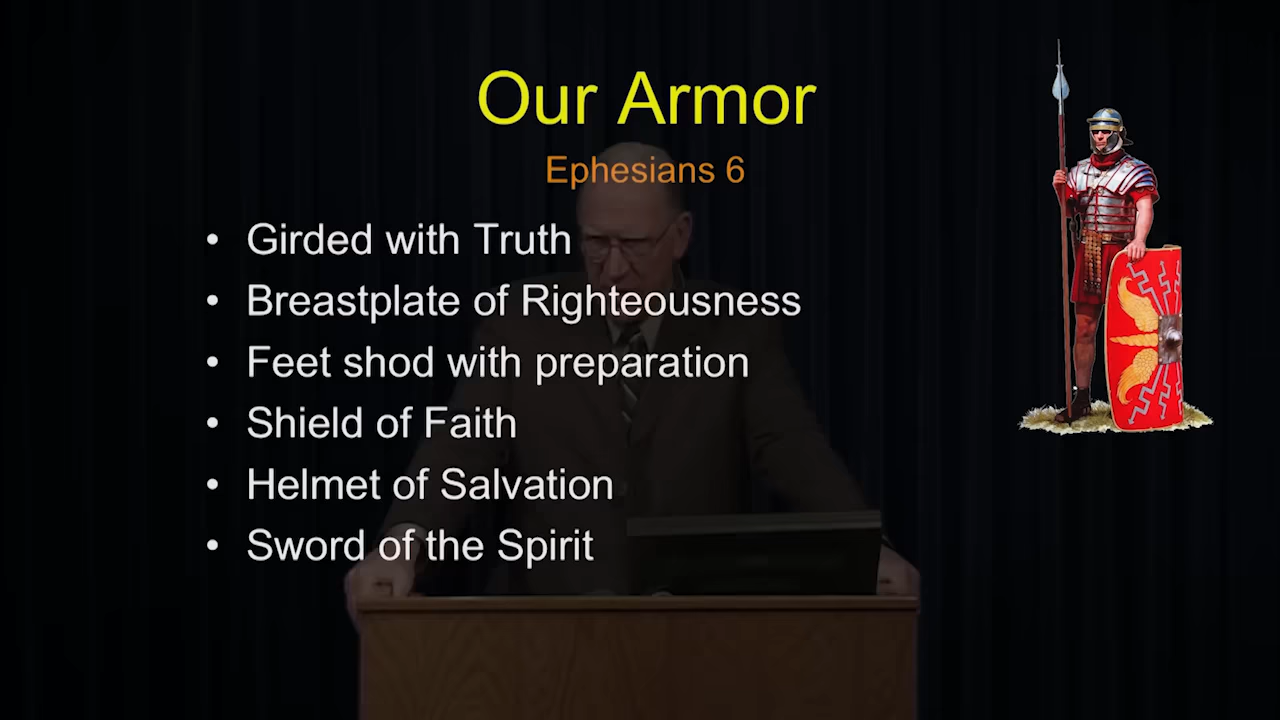 Our Armor
Ephesians 6
• Girded with Truth
• Breastplate of Righteousness
• Feet shod with preparation
• Shield of Faith
• Helmet of Salvation
• Sword of the Spirit